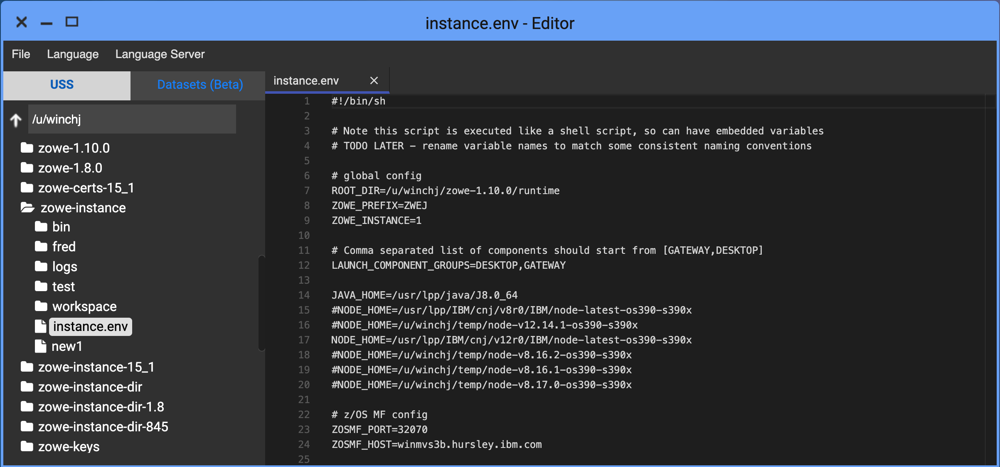 instance.env - Editor
File Language Language Server
USS Datasets (Beta)
/u/winchj
zowe-1.10.0
zowe-1.8.0
zowe-certs-15_1
zowe-instance
bin
fred
logs
test
workspace
instance.env
new1
zowe-instance-15_1
zowe-instance-dir
zowe-instance-dir-1.8
zowe-instance-dir-845
zowe-keys
instance.env
1 #!/bin/sh
2
3 # Note this script is executed like a shell script, so can have embedded variables
4 # TODO LATER - rename variable names to match some consistent naming conventions
5
6 # global config
7 ROOT_DIR=/u/winchj/zowe-1.10.0/runtime
8 ZOWE_PREFIX=ZWEJ
9 ZOWE_INSTANCE=1
10
11 # Comma separated list of components should start from [GATEWAY,DESKTOP]
12 LAUNCH_COMPONENT_GROUPS=DESKTOP,GATEWAY
13
14 JAVA_HOME=/usr/lpp/java/J8.0_64
15 #NODE_HOME=/usr/lpp/IBM/cnj/v8r0/IBM/node-latest-os390-s390x
16 #NODE_HOME=/u/winchj/temp/node-v12.14.1-os390-s390x
17 NODE_HOME=/usr/lpp/IBM/cnj/v12r0/IBM/node-latest-os390-s390x
18 #NODE_HOME=/u/winchj/temp/node-v8.16.2-os390-s390x
19 #NODE_HOME=/u/winchj/temp/node-v8.16.1-os390-s390x
20 #NODE_HOME=/u/winchj/temp/node-v8.17.0-os390-s390x
21
22 # z/OS MF config
23 ZOSMF_PORT=32070
24 ZOSMF_HOST=winmvs3b.hursley.ibm.com
25